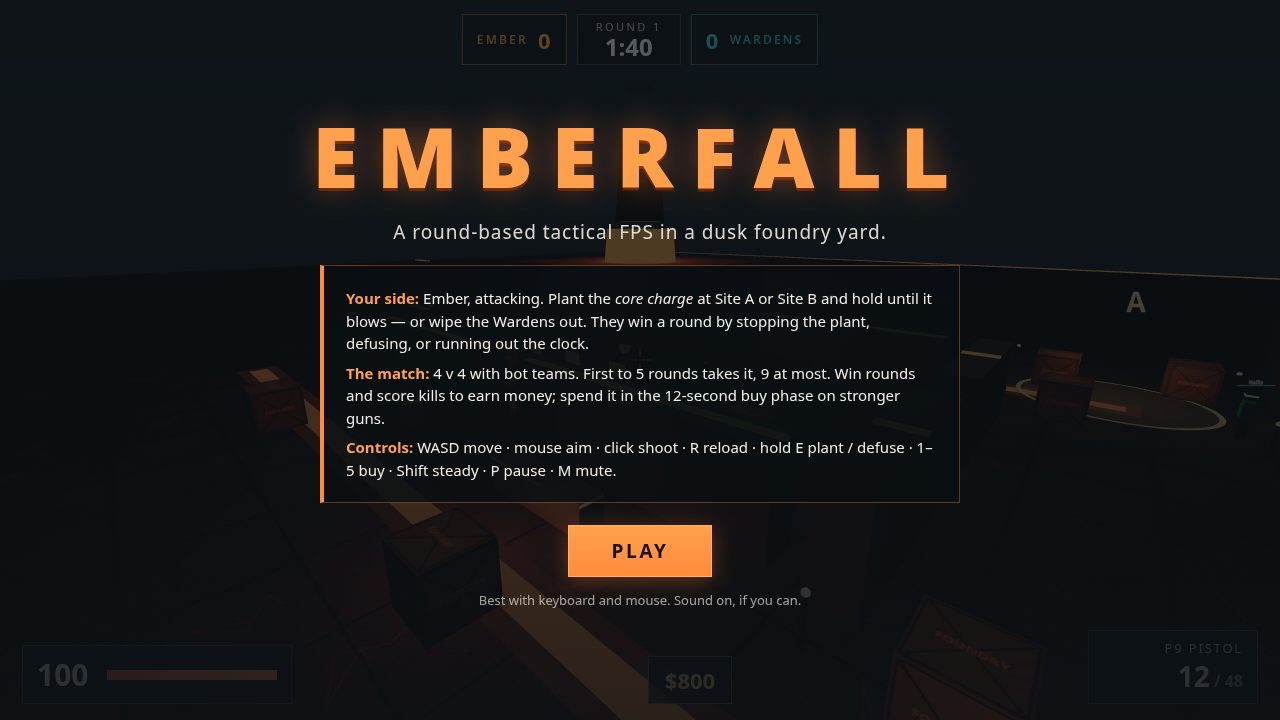 EMBER 0
ROUND 1
1:40
0 WARDENS
EMBERFALL
A round-based tactical FPS in a dusk foundry yard.
Your side: Ember, attacking. Plant the core charge at Site A or Site B and hold until it
blows — or wipe the Wardens out. They win a round by stopping the plant,
defusing, or running out the clock.
The match: 4 v 4 with bot teams. First to 5 rounds takes it, 9 at most. Win rounds
and score kills to earn money; spend it in the 12-second buy phase on stronger
guns.
Controls: WASD move · mouse aim · click shoot · R reload · hold E plant / defuse · 1–
5 buy · Shift steady · P pause · M mute.
A
PLAY
Best with keyboard and mouse. Sound on, if you can.
FOUNDRY
100
$800
P9 PISTOL
12 / 48